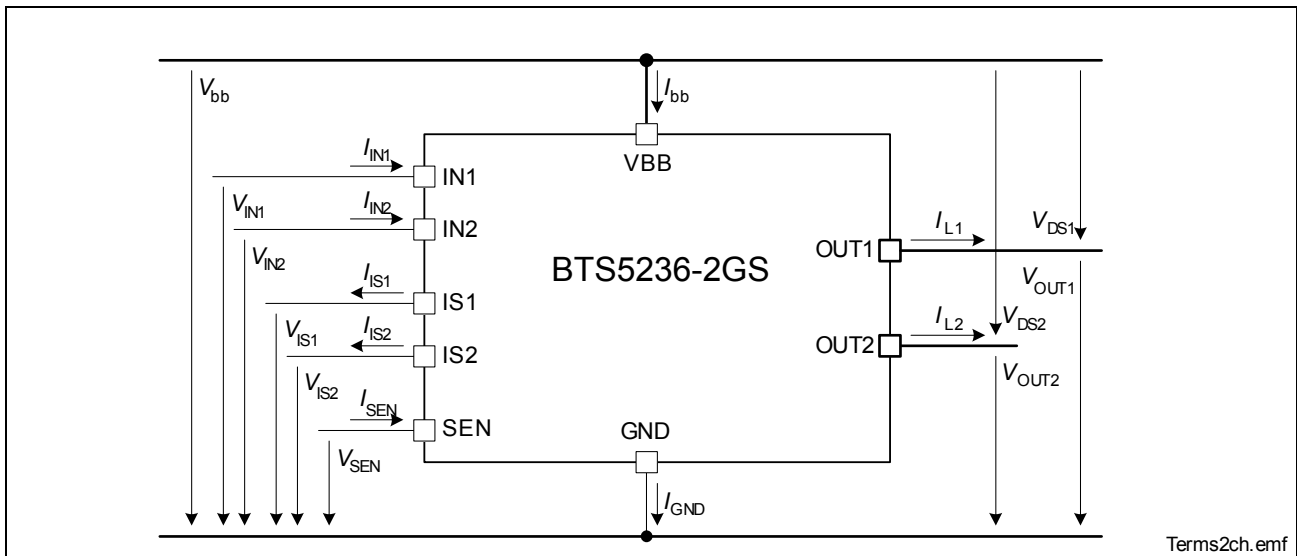 Vbb
Ibb
VBB
IIN1
IN1
VIN1
IIN2
IN2
VIN2
BTS5236-2GS
OUT1
IL1
VDS1
IIS1
IS1
VOUT1
VIS1
IIS2
IS2
OUT2
IL2
VDS2
VIS2
VOUT2
ISEN
SEN
GND
VSEN
IGND
Terms2ch.emf